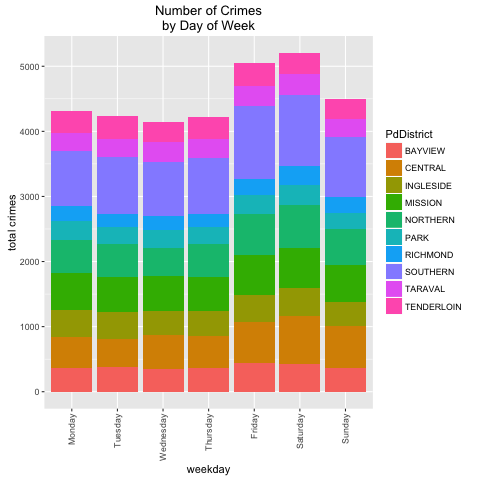 Number of Crimes
by Day of Week
total crimes
5000
4000
3000
2000
1000
0
Monday
Tuesday
Wednesday
Thursday
Friday
Saturday
Sunday
weekday
PdDistrict
BAYVIEW
CENTRAL
INGLESIDE
MISSION
NORTHERN
PARK
RICHMOND
SOUTHERN
TARAVAL
TENDERLOIN